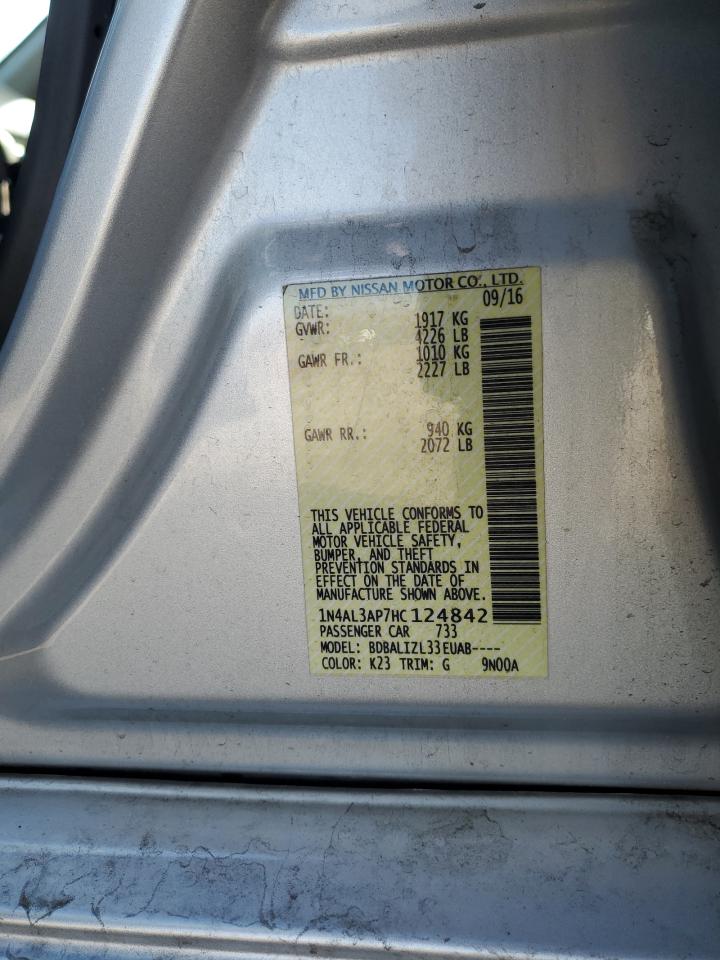 MFD BY NISSAN MOTOR CO., LTD.
DATE: 09/16
GVWR: 1917 KG
4226 LB
GAWR FR.: 1010 KG
2227 LB
GAWR RR.: 940 KG
2072 LB
THIS VEHICLE CONFORMS TO
ALL APPLICABLE FEDERAL
MOTOR VEHICLE SAFETY,
BUMPER, AND THEFT
PREVENTION STANDARDS IN
EFFECT ON THE DATE OF
MANUFACTURE SHOWN ABOVE.
1N4AL3AP7HC124842
PASSENGER CAR 733
MODEL: BDBALIZL33EUAB----
COLOR: K23 TRIM: G 9N00A